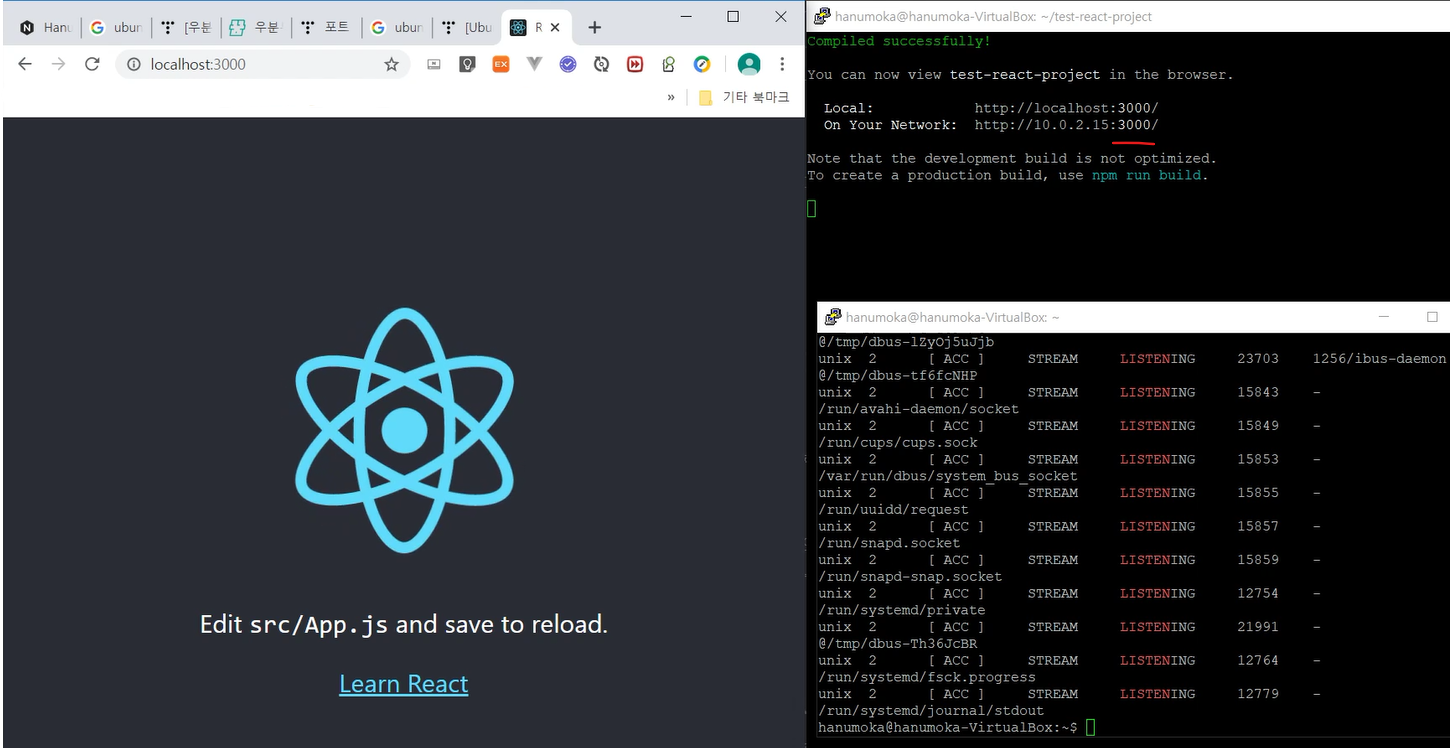 Hanu
ubun
[우분
우분
포트
ubun
[Ubu
R
localhost:3000
EX
»
기타 북마크
Edit src/App.js and save to reload.
Learn React
hanumoka@hanumoka-VirtualBox: ~/test-react-project
Compiled successfully!
You can now view test-react-project in the browser.
Local: http://localhost:3000/
On Your Network: http://10.0.2.15:3000/
Note that the development build is not optimized.
To create a production build, use npm run build.
hanumoka@hanumoka-VirtualBox: ~
@/tmp/dbus-lZyOj5uJjb
unix 2 [ ACC ] STREAM LISTENING 23703 1256/ibus-daemon
@/tmp/dbus-tf6fcNHP
unix 2 [ ACC ] STREAM LISTENING 15843 -
/run/avahi-daemon/socket
unix 2 [ ACC ] STREAM LISTENING 15849 -
/run/cups/cups.sock
unix 2 [ ACC ] STREAM LISTENING 15853 -
/var/run/dbus/system_bus_socket
unix 2 [ ACC ] STREAM LISTENING 15855 -
/run/uuidd/request
unix 2 [ ACC ] STREAM LISTENING 15857 -
/run/snapd.socket
unix 2 [ ACC ] STREAM LISTENING 15859 -
/run/snapd-snap.socket
unix 2 [ ACC ] STREAM LISTENING 12754 -
/run/systemd/private
unix 2 [ ACC ] STREAM LISTENING 21991 -
@/tmp/dbus-Th36JcBR
unix 2 [ ACC ] STREAM LISTENING 12764 -
/run/systemd/fsck.progress
unix 2 [ ACC ] STREAM LISTENING 12779 -
/run/systemd/journal/stdout
hanumoka@hanumoka-VirtualBox:~$